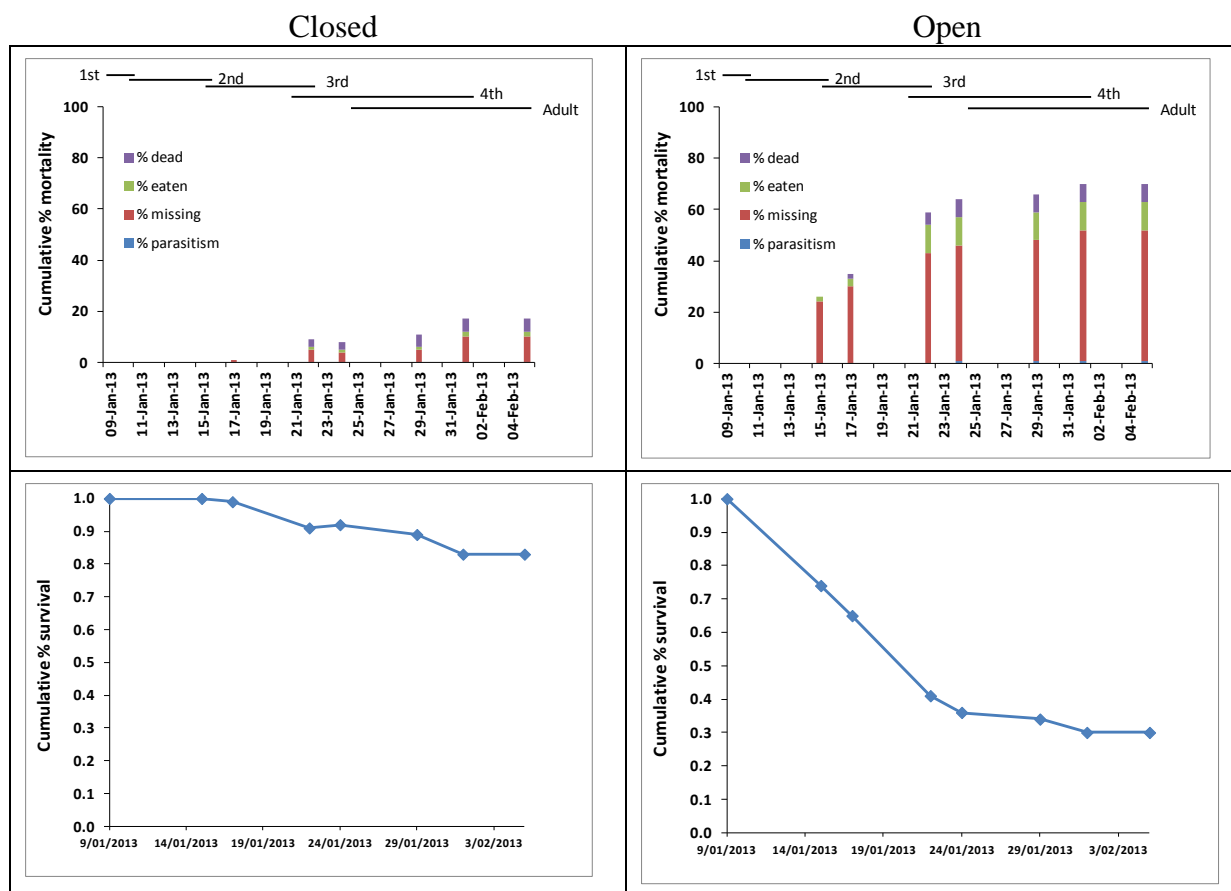 Closed
Open
1st
2nd
3rd
4th
Adult
Cumulative % mortality
100
80
60
40
20
0
% dead
% eaten
% missing
% parasitism
09-Jan-13
11-Jan-13
13-Jan-13
15-Jan-13
17-Jan-13
19-Jan-13
21-Jan-13
23-Jan-13
25-Jan-13
27-Jan-13
29-Jan-13
31-Jan-13
02-Feb-13
04-Feb-13
1st
2nd
3rd
4th
Adult
Cumulative % mortality
100
80
60
40
20
0
% dead
% eaten
% missing
% parasitism
09-Jan-13
11-Jan-13
13-Jan-13
15-Jan-13
17-Jan-13
19-Jan-13
21-Jan-13
23-Jan-13
25-Jan-13
27-Jan-13
29-Jan-13
31-Jan-13
02-Feb-13
04-Feb-13
Cumulative % survival
1.0
0.9
0.8
0.7
0.6
0.5
0.4
0.3
0.2
0.1
0.0
9/01/2013 14/01/2013 19/01/2013 24/01/2013 29/01/2013 3/02/2013
Cumulative % survival
1.0
0.9
0.8
0.7
0.6
0.5
0.4
0.3
0.2
0.1
0.0
9/01/2013 14/01/2013 19/01/2013 24/01/2013 29/01/2013 3/02/2013